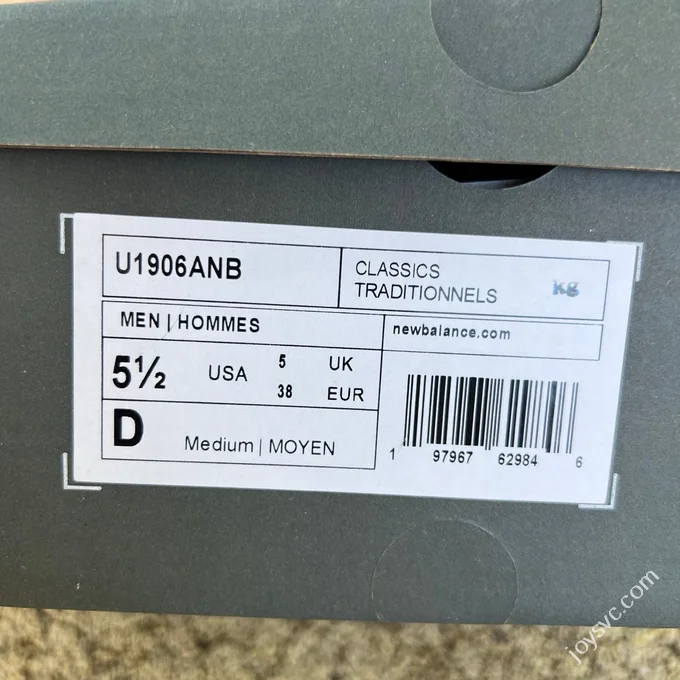 U1906ANB
CLASSICS
TRADITIONNELS
kg
MEN | HOMMES
newbalance.com
5½ USA 5 UK
38 EUR
D Medium | MOYEN
1 97967 62984 6
joysvc.com